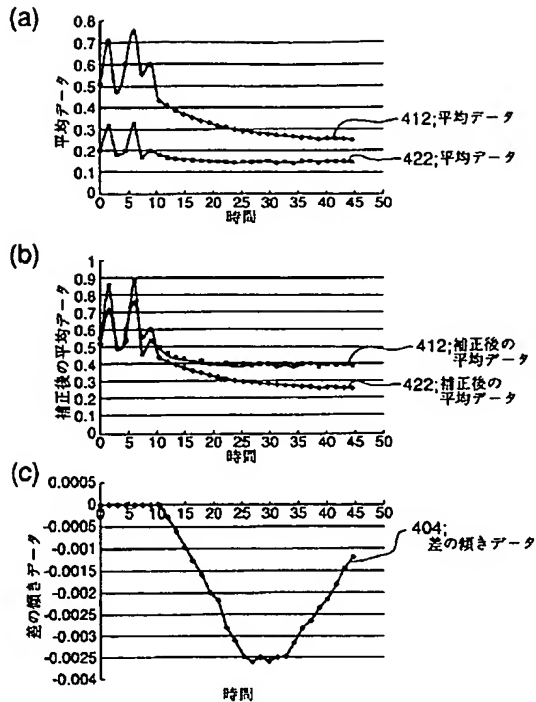 (a)
平均データ
0.8
0.7
0.6
0.5
0.4
0.3
0.2
0.1
0
0 5 10 15 20 25 30 35 40 45 50
時間
412;平均データ
422;平均データ
(b)
補正後の平均データ
1
0.9
0.8
0.7
0.6
0.5
0.4
0.3
0.2
0.1
0
0 5 10 15 20 25 30 35 40 45 50
時間
412;補正後の
平均データ
422;補正後の
平均データ
(c)
差の傾きデータ
0.0005
0
-0.0005
-0.001
-0.0015
-0.002
-0.0025
-0.003
-0.0025
-0.004
5 10 15 20 25 30 35 40 45 50
時間
404;
差の傾きデータ